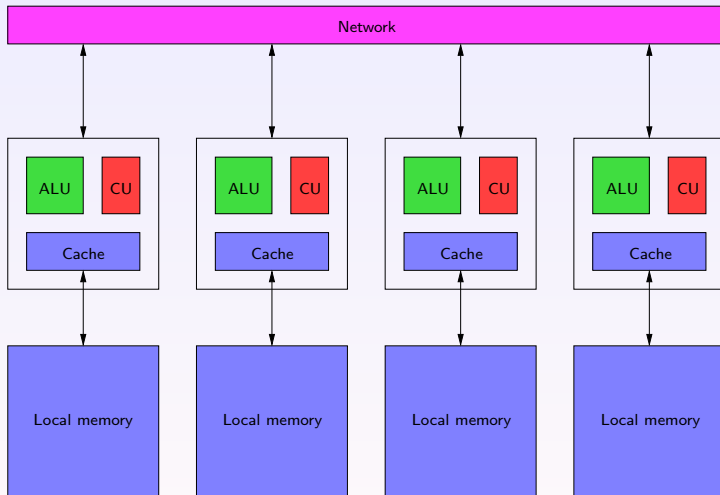 Network
ALU CU ALU CU ALU CU ALU CU
Cache Cache Cache Cache
Local memory Local memory Local memory Local memory